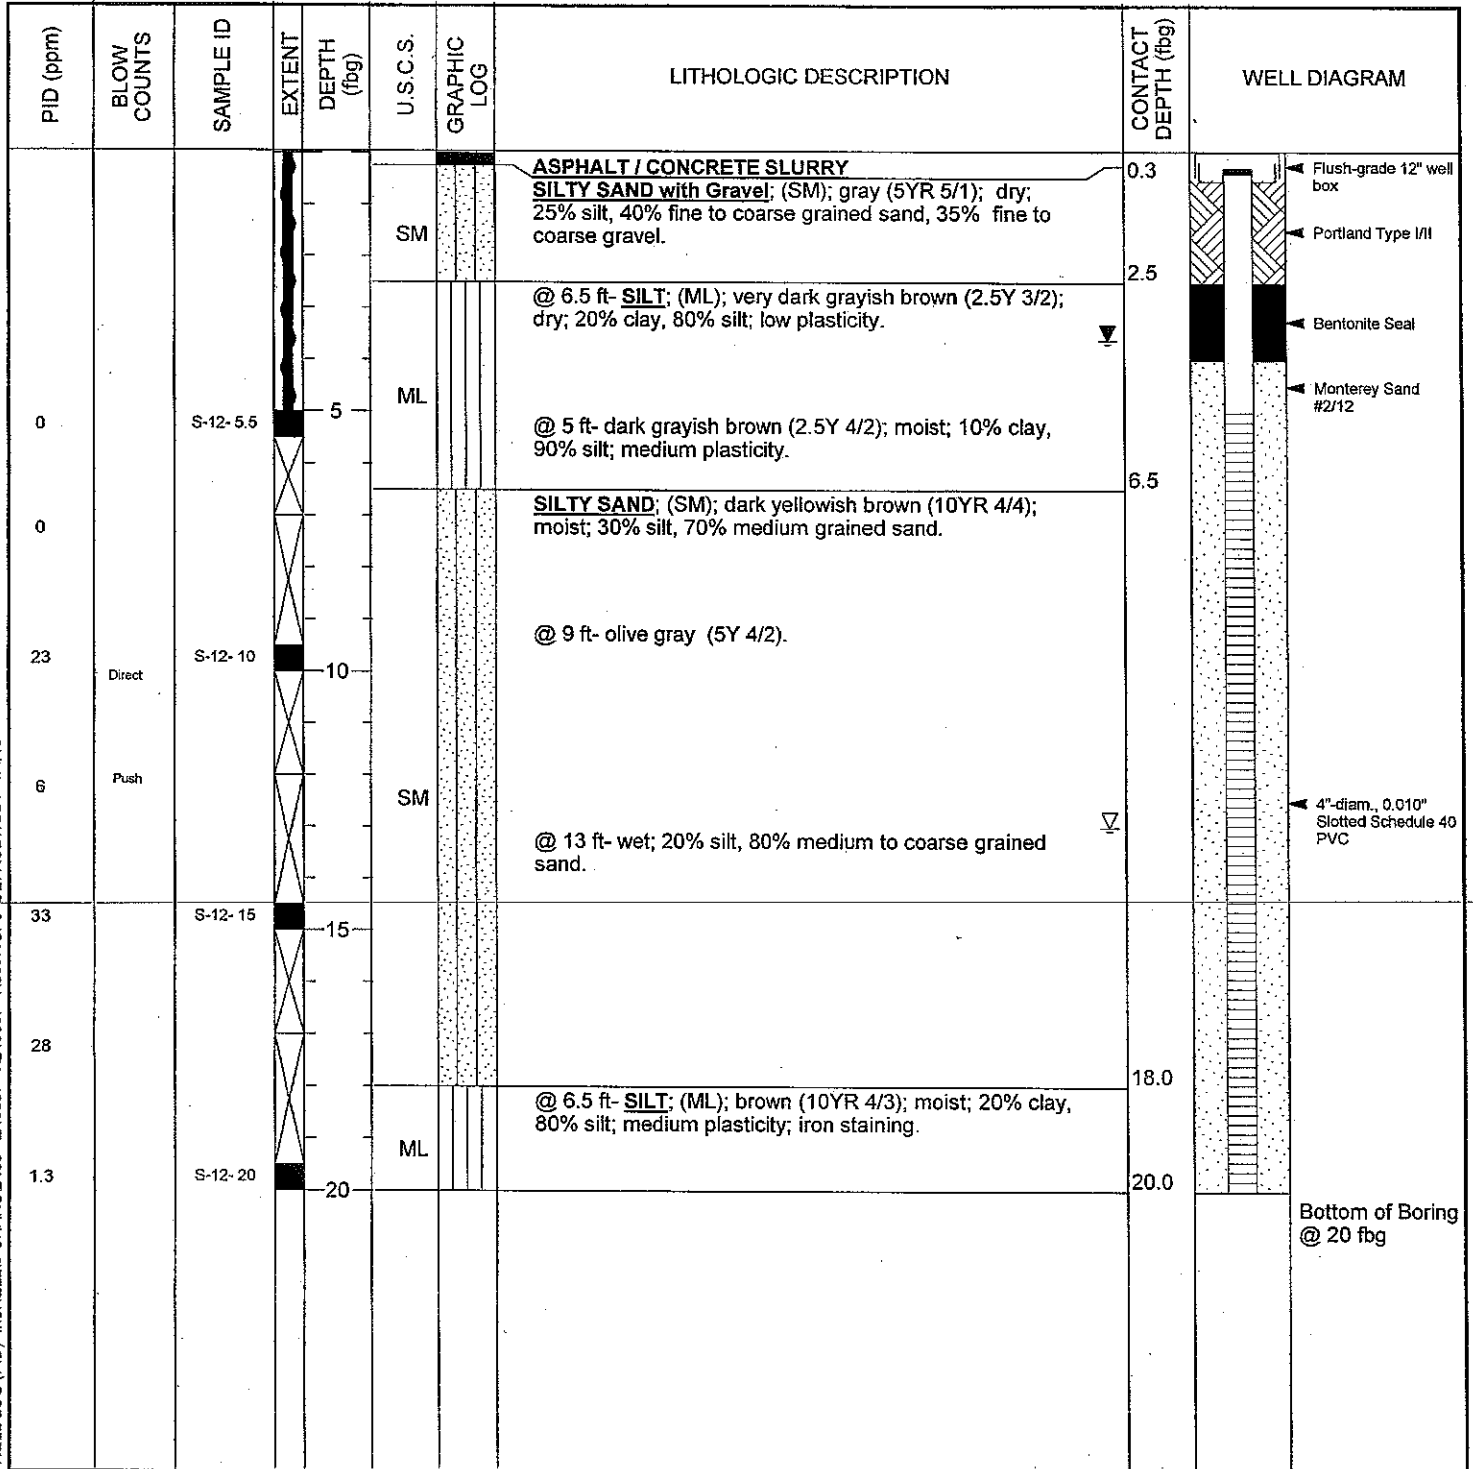 PID (ppm)
BLOW
COUNTS
SAMPLE ID
EXTENT
DEPTH
(fbg)
U.S.C.S.
GRAPHIC
LOG
LITHOLOGIC DESCRIPTION
CONTACT
DEPTH (fbg)
WELL DIAGRAM
ASPHALT / CONCRETE SLURRY
0.3
SILTY SAND with Gravel; (SM); gray (5YR 5/1); dry;
25% silt, 40% fine to coarse grained sand, 35% fine to
coarse gravel.
SM
2.5
Flush-grade 12" well
box
Portland Type I/II
@ 6.5 ft- SILT; (ML); very dark grayish brown (2.5Y 3/2);
dry; 20% clay, 80% silt; low plasticity.
Bentonite Seal
ML
Monterey Sand
#2/12
0
S-12- 5.5
5
@ 5 ft- dark grayish brown (2.5Y 4/2); moist; 10% clay,
90% silt; medium plasticity.
6.5
SILTY SAND; (SM); dark yellowish brown (10YR 4/4);
moist; 30% silt, 70% medium grained sand.
0
@ 9 ft- olive gray (5Y 4/2).
23
S-12- 10
10
Direct
Push
6
SM
4"-diam., 0.010"
Slotted Schedule 40
PVC
@ 13 ft- wet; 20% silt, 80% medium to coarse grained
sand.
33
S-12- 15
15
28
18.0
@ 6.5 ft- SILT; (ML); brown (10YR 4/3); moist; 20% clay,
80% silt; medium plasticity; iron staining.
ML
1.3
S-12- 20
20
20.0
Bottom of Boring
@ 20 fbg